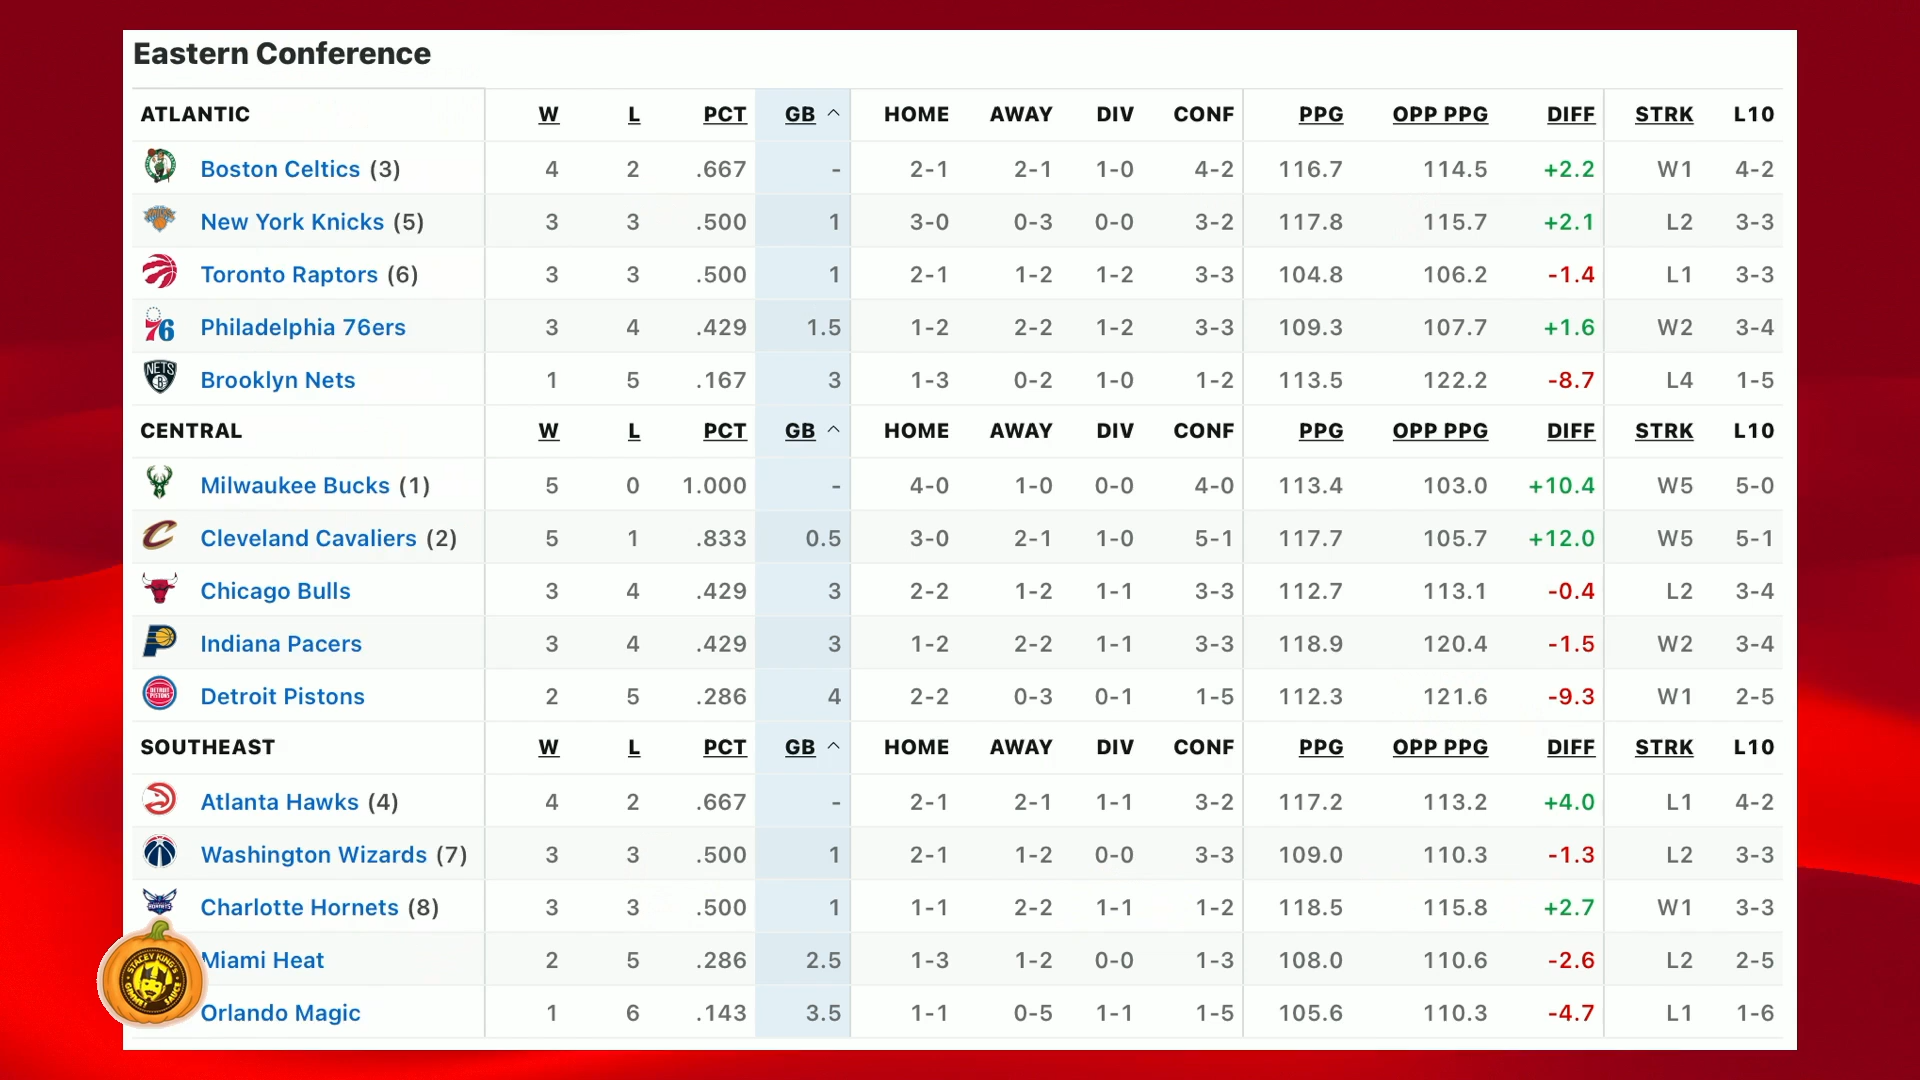 Eastern Conference
ATLANTIC W L PCT GB ^ HOME AWAY DIV CONF PPG OPP PPG DIFF STRK L10
Boston Celtics (3) 4 2 .667 - 2-1 2-1 1-0 4-2 116.7 114.5 +2.2 W1 4-2
New York Knicks (5) 3 3 .500 1 3-0 0-3 0-0 3-2 117.8 115.7 +2.1 L2 3-3
Toronto Raptors (6) 3 3 .500 1 2-1 1-2 1-2 3-3 104.8 106.2 -1.4 L1 3-3
76 Philadelphia 76ers 3 4 .429 1.5 1-2 2-2 1-2 3-3 109.3 107.7 +1.6 W2 3-4
NETS B Brooklyn Nets 1 5 .167 3 1-3 0-2 1-0 1-2 113.5 122.2 -8.7 L4 1-5
CENTRAL W L PCT GB ^ HOME AWAY DIV CONF PPG OPP PPG DIFF STRK L10
Milwaukee Bucks (1) 5 0 1.000 - 4-0 1-0 0-0 4-0 113.4 103.0 +10.4 W5 5-0
C Cleveland Cavaliers (2) 5 1 .833 0.5 3-0 2-1 1-0 5-1 117.7 105.7 +12.0 W5 5-1
Chicago Bulls 3 4 .429 3 2-2 1-2 1-1 3-3 112.7 113.1 -0.4 L2 3-4
P Indiana Pacers 3 4 .429 3 1-2 2-2 1-1 3-3 118.9 120.4 -1.5 W2 3-4
DETROIT PISTONS Detroit Pistons 2 5 .286 4 2-2 0-3 0-1 1-5 112.3 121.6 -9.3 W1 2-5
SOUTHEAST W L PCT GB ^ HOME AWAY DIV CONF PPG OPP PPG DIFF STRK L10
Atlanta Hawks (4) 4 2 .667 - 2-1 2-1 1-1 3-2 117.2 113.2 +4.0 L1 4-2
Washington Wizards (7) 3 3 .500 1 2-1 1-2 0-0 3-3 109.0 110.3 -1.3 L2 3-3
Charlotte Hornets (8) 3 3 .500 1 1-1 2-2 1-1 1-2 118.5 115.8 +2.7 W1 3-3
Miami Heat 2 5 .286 2.5 1-3 1-2 0-0 1-3 108.0 110.6 -2.6 L2 2-5
Orlando Magic 1 6 .143 3.5 1-1 0-5 1-1 1-5 105.6 110.3 -4.7 L1 1-6
STACEY KING'S
GIMME SAUCE